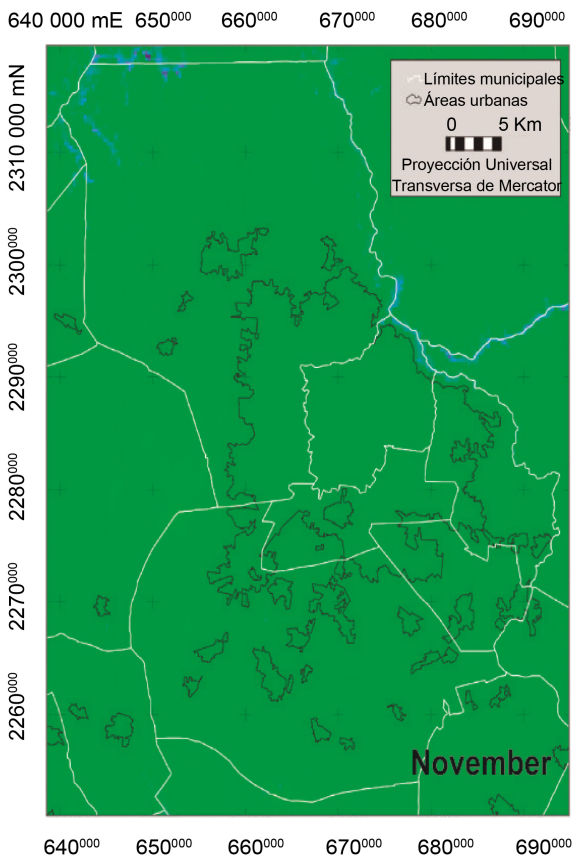 640 000 mE 650000 660000 670000 680000 690000
2310 000 mN
2300000
2290000
2280000
2270000
2260000
Límites municipales
Áreas urbanas
0 5 Km
Proyección Universal
Transversa de Mercator
November
640000 650000 660000 670000 680000 690000